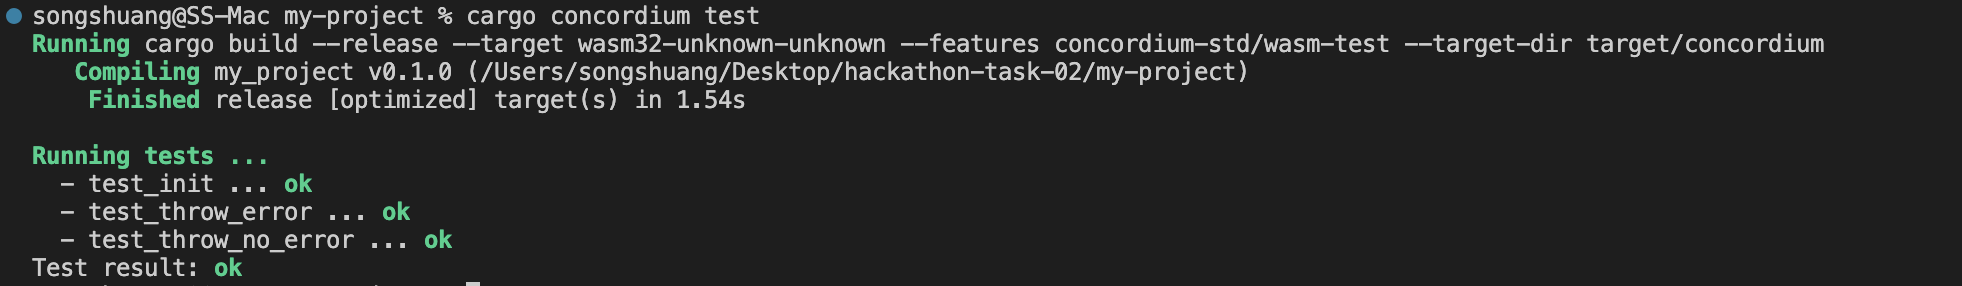 songshuang@SS-Mac my-project % cargo concordium test
Running cargo build --release --target wasm32-unknown-unknown --features concordium-std/wasm-test --target-dir target/concordium
Compiling my_project v0.1.0 (/Users/songshuang/Desktop/hackathon-task-02/my-project)
Finished release [optimized] target(s) in 1.54s
Running tests ...
- test_init ... ok
- test_throw_error ... ok
- test_throw_no_error ... ok
Test result: ok